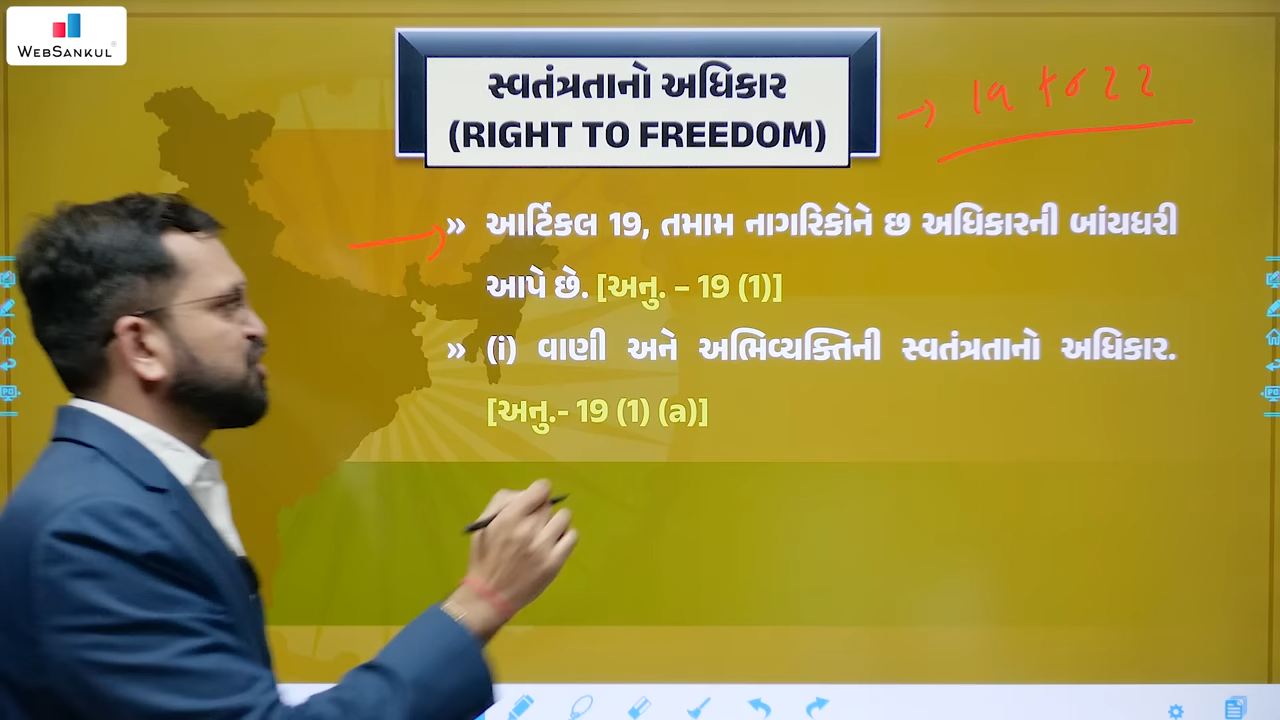 WEBSANKUL
સ્વતંત્રતાનો અધિકાર
(RIGHT TO FREEDOM)
→ 19 to 22
» આર્ટિકલ 19, તમામ નાગરિકોને છ અધિકારની બાંયધરી
આપે છે. [અનુ. – 19 (1)]
» (i) વાણી અને અભિવ્યક્તિની સ્વતંત્રતાનો અધિકાર.
[અનુ.- 19 (1) (a)]